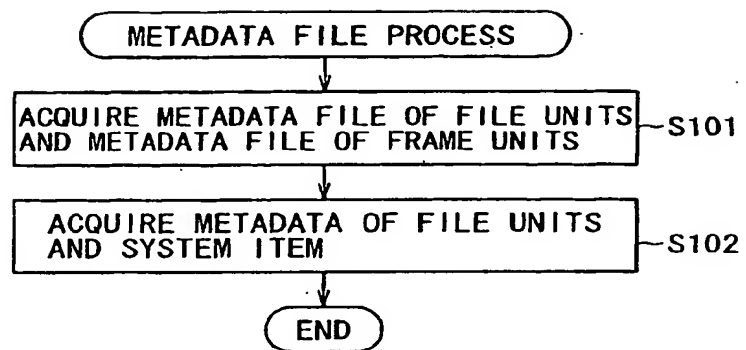 METADATA FILE PROCESS
ACQUIRE METADATA FILE OF FILE UNITS
AND METADATA FILE OF FRAME UNITS
S101
ACQUIRE METADATA OF FILE UNITS
AND SYSTEM ITEM
S102
END